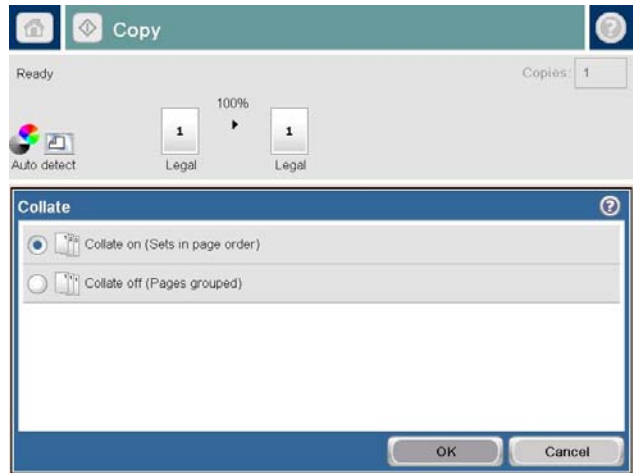 Copy
?
Ready
Copies: 1
100%
1 1
Auto detect Legal Legal
Collate ?
Collate on (Sets in page order)
Collate off (Pages grouped)
OK Cancel